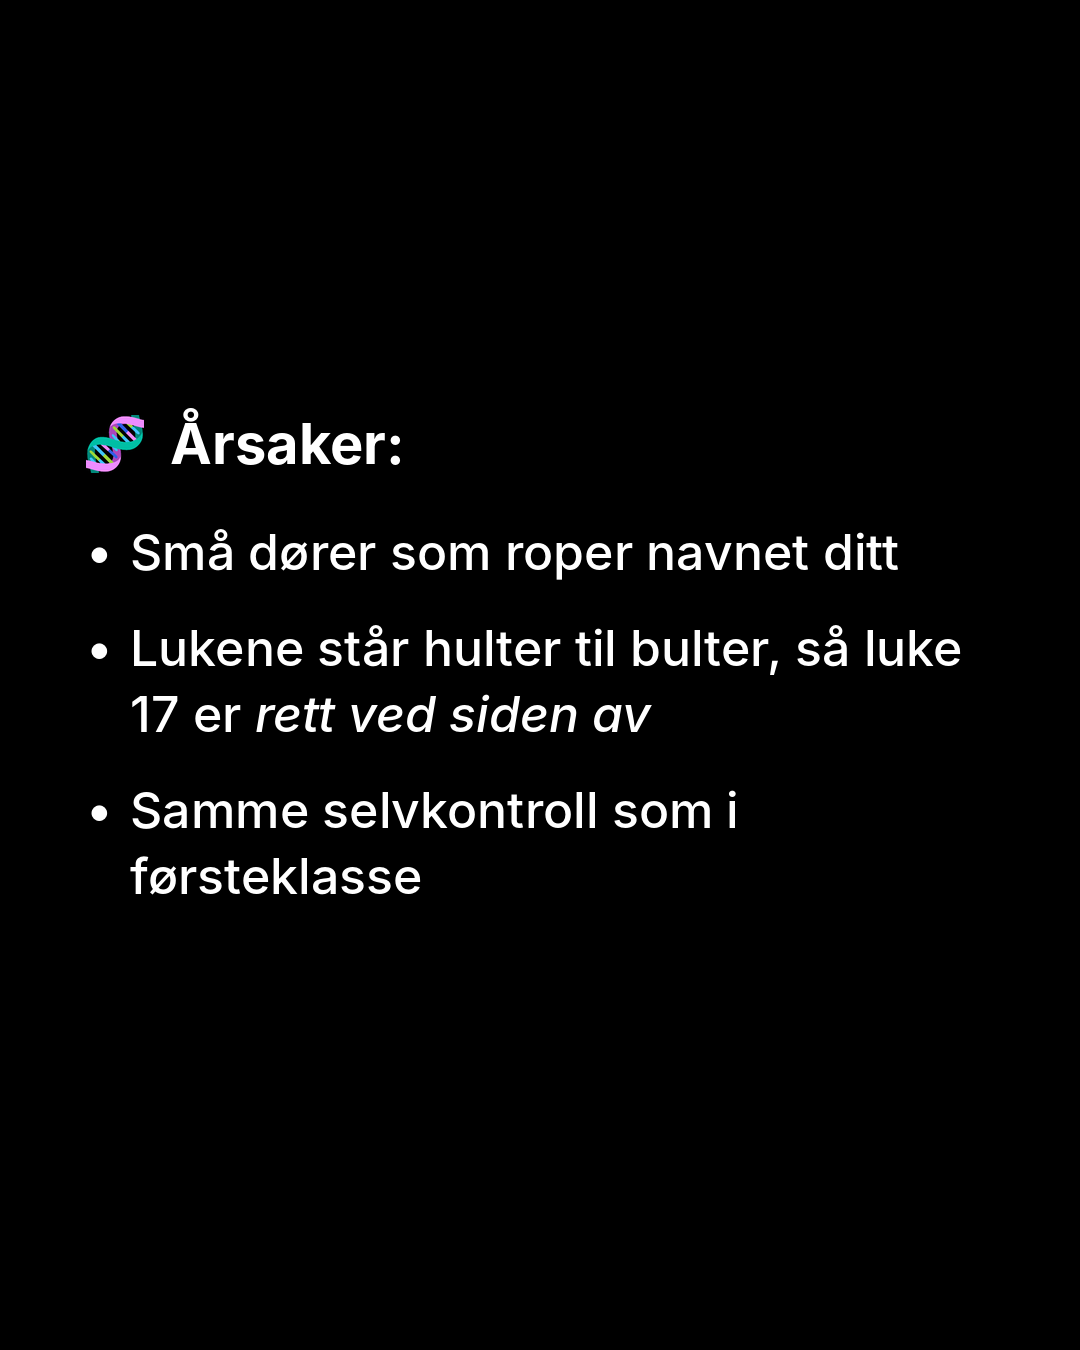 🧬 Årsaker:
• Små dører som roper navnet ditt
• Lukene står hulter til bulter, så luke
17 er rett ved siden av
• Samme selvkontroll som i
førsteklasse